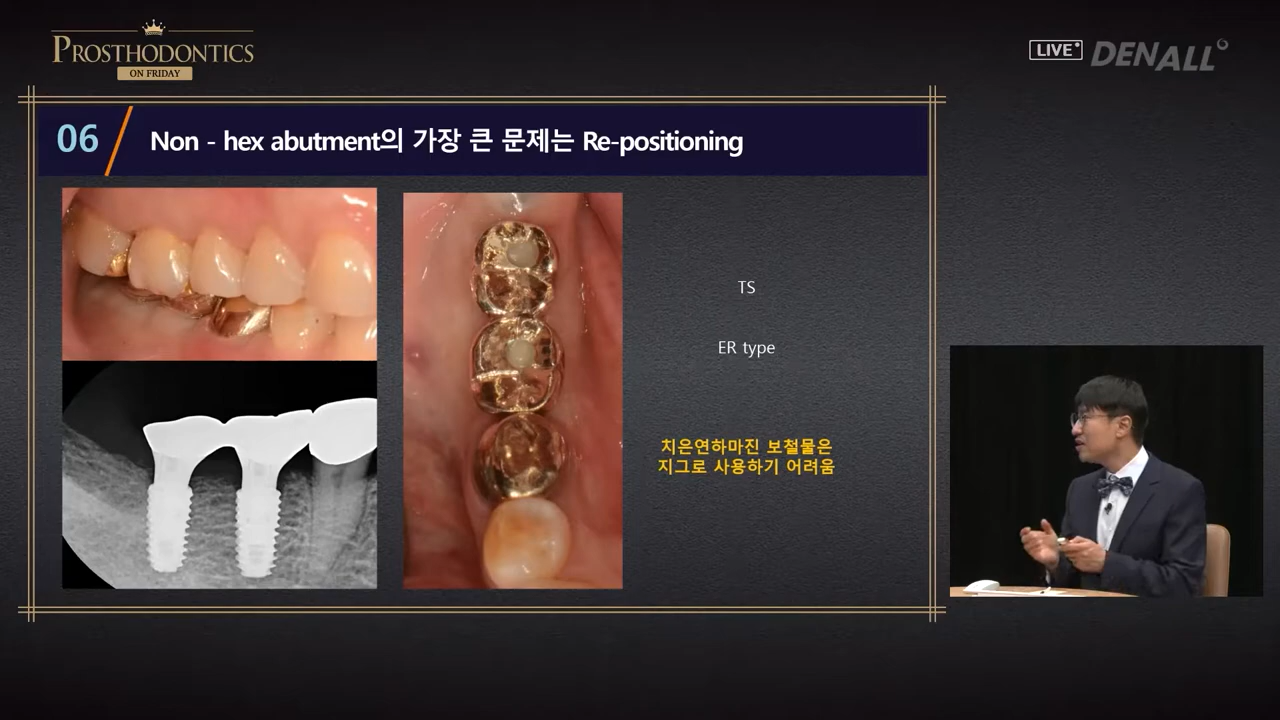 PROSTHODONTICS
ON FRIDAY
LIVE
DENALL
06
Non - hex abutment의 가장 큰 문제는 Re-positioning
TS
ER type
치은연하마진 보철물은
지그로 사용하기 어려움